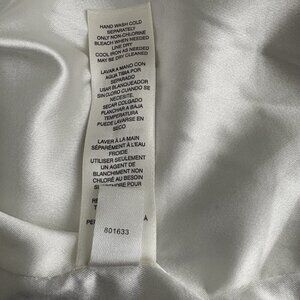 HAND WASH COLD
SEPARATELY
ONLY NON-CHLORINE
BLEACH WHEN NEEDED
LINE DRY
COOL IRON AS NEEDED
MAY BE DRY CLEANED
LAVAR A MANO CON
AGUA TIBIA POR
SEPARADO
USAR BLANQUEADOR
SIN CLORO CUANDO SE
NECESITE,
SECAR COLGADO
PLANCHAR A BAJA
TEMPERATURA
PUEDE LAVARSE EN
SECO
LAVER À LA MAIN
SÉPARÉMENT À L'EAU
FROIDE
UTILISER SEULEMENT
UN AGENT DE
BLANCHIMENT NON
CHLORÉ AU BESOIN
POUR
À
801633